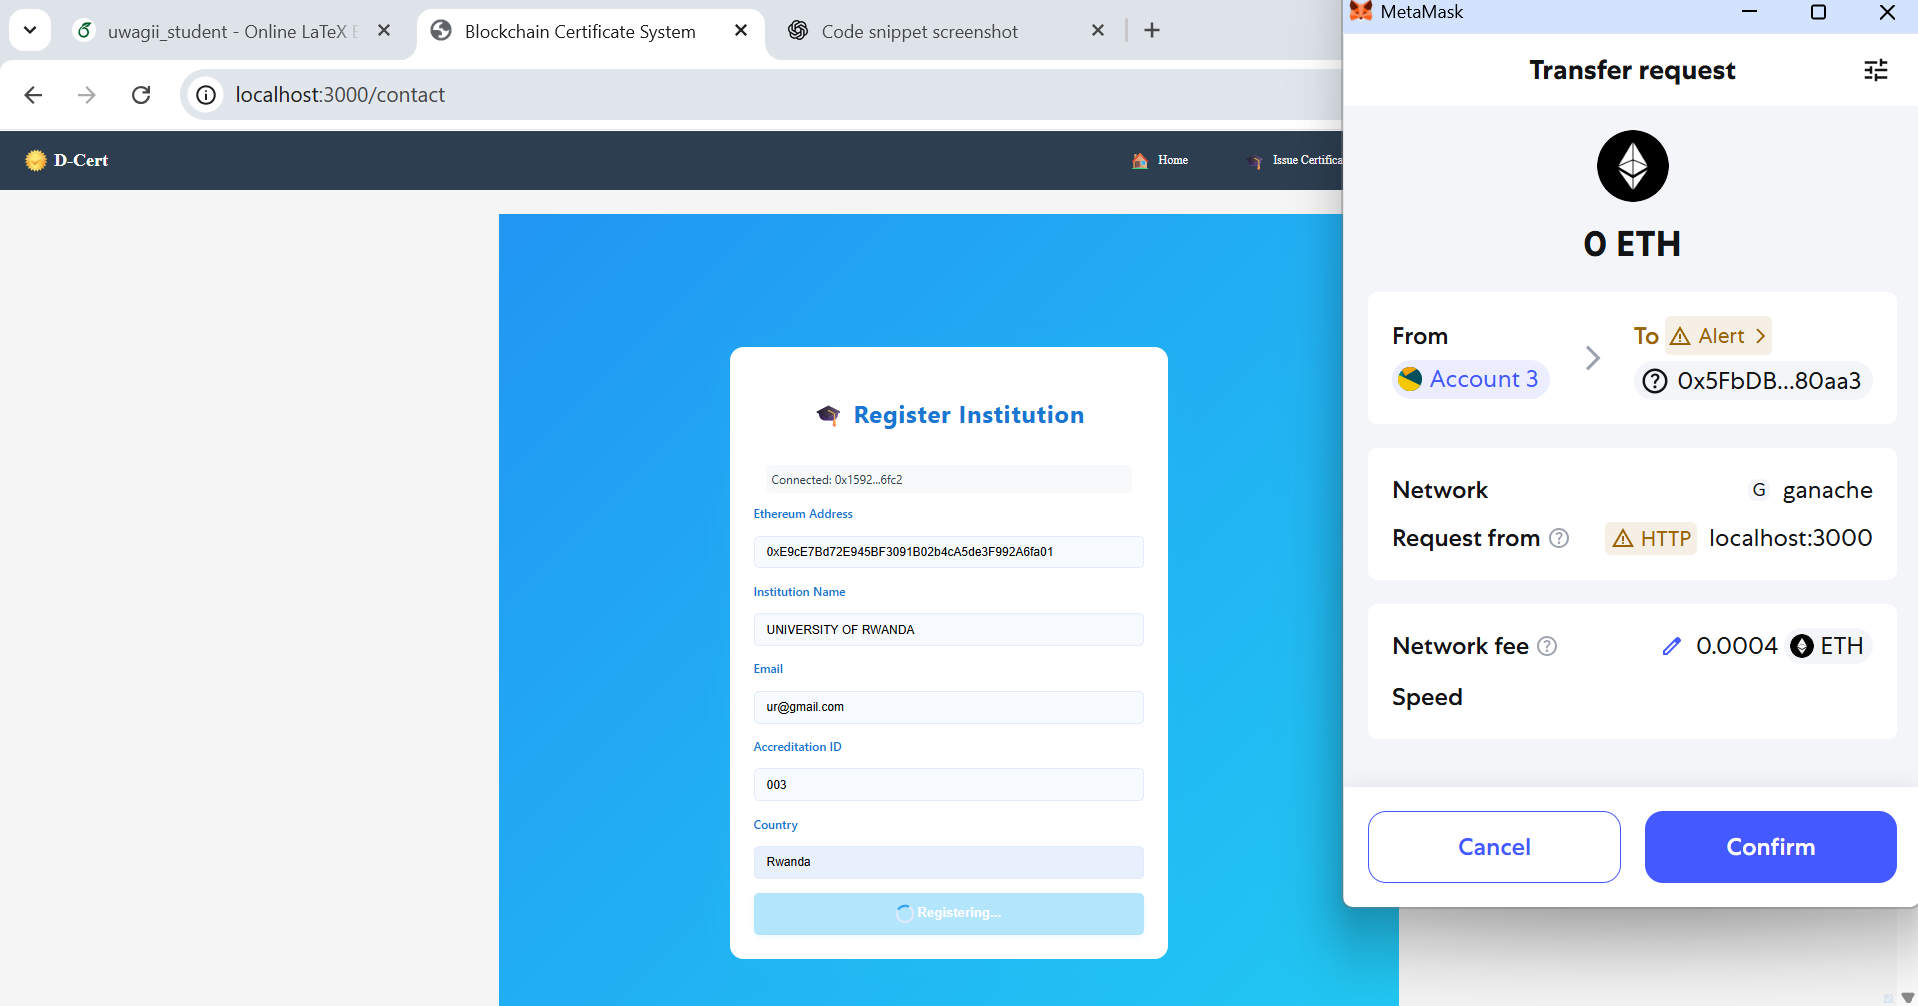 uwagii_student - Online LaTeX E
Blockchain Certificate System
Code snippet screenshot
localhost:3000/contact
D-Cert
Home
Issue Certifica
Register Institution
Connected: 0x1592...6fc2
Ethereum Address
0xE9cE7Bd72E945BF3091B02b4cA5de3F992A6fa01
Institution Name
UNIVERSITY OF RWANDA
Email
ur@gmail.com
Accreditation ID
003
Country
Rwanda
Registering...
MetaMask
Transfer request
0 ETH
From
To Alert
Account 3
0x5FbDB...80aa3
Network
G ganache
Request from HTTP localhost:3000
Network fee 0.0004 ETH
Speed
Cancel
Confirm